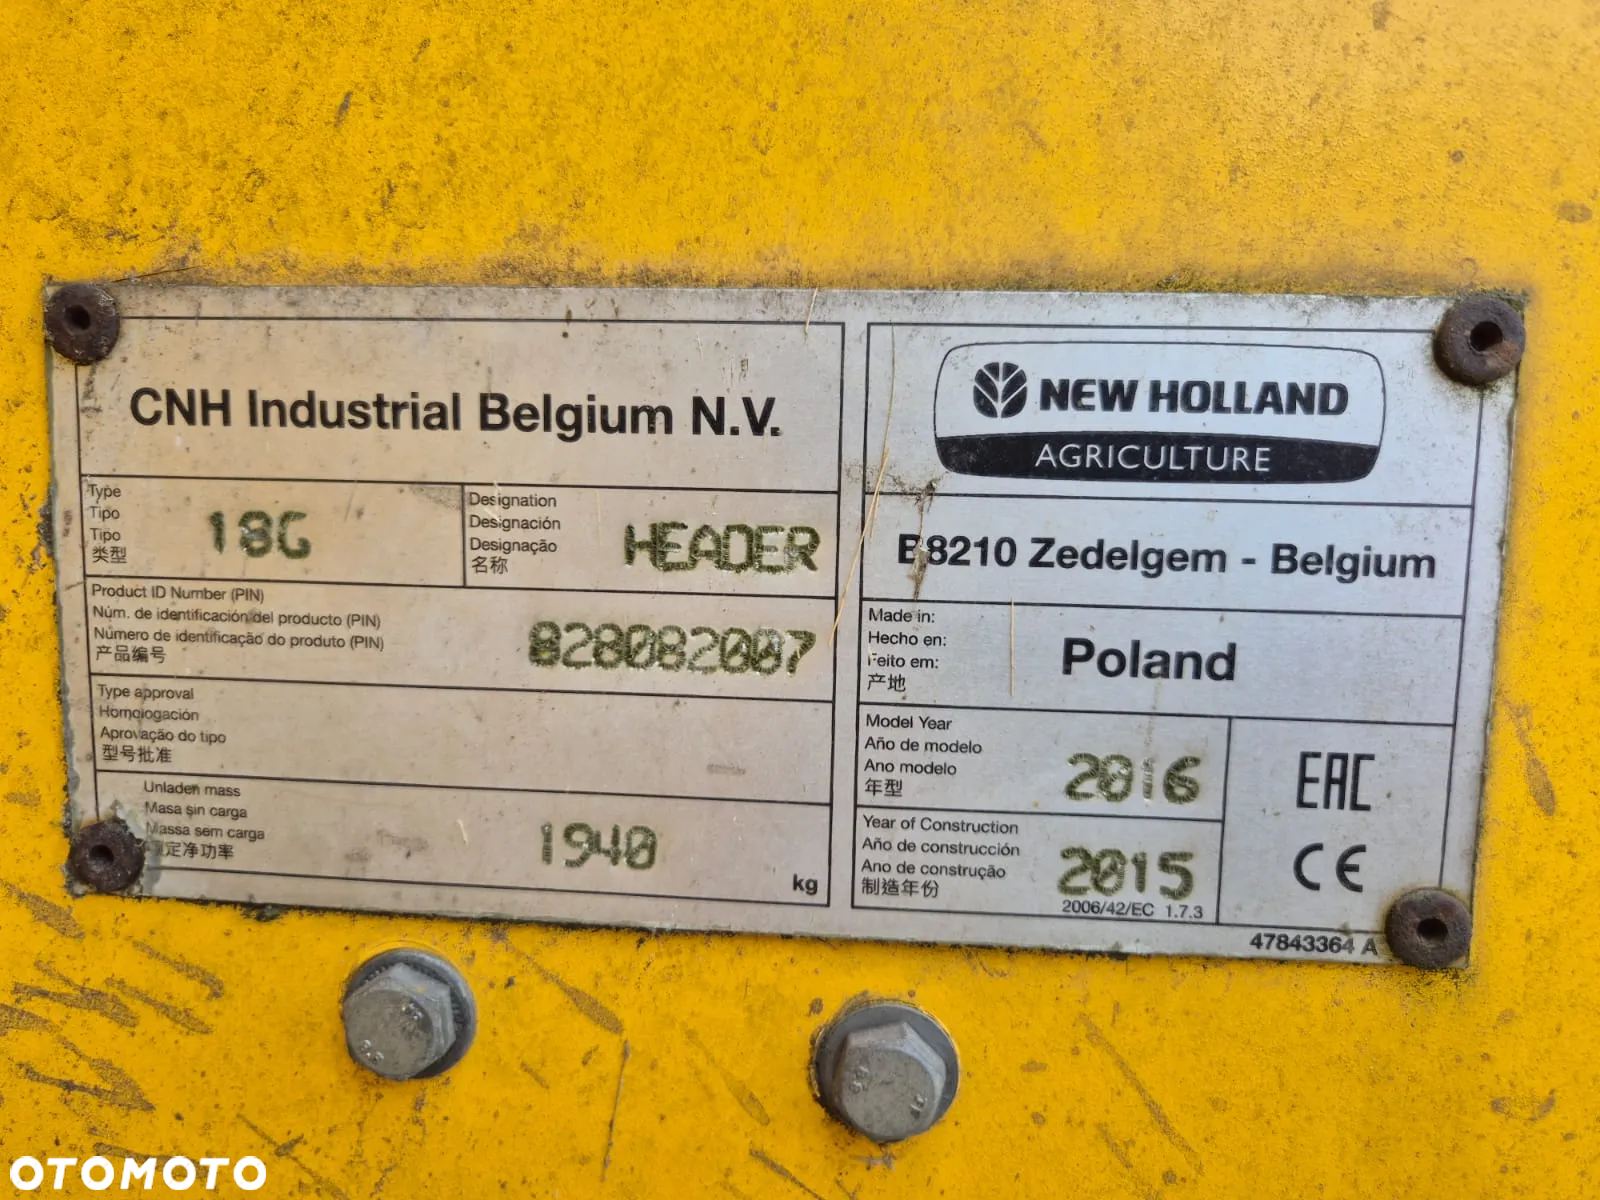 CNH Industrial Belgium N.V.
Type
Tipo
Tipo
类型
18G
Designation
Designación
Designação
名称
HEADER
Product ID Number (PIN)
Núm. de identificación del producto (PIN)
Número de identificação do produto (PIN)
产品编号
828082007
Type approval
Homologación
Aprovação do tipo
型号批准
Unladen mass
Masa sin carga
Massa sem carga
定净功率
1940
kg
NEW HOLLAND
AGRICULTURE
B8210 Zedelgem - Belgium
Made in:
Hecho en:
Feito em:
产地
Poland
Model Year
Año de modelo
Ano modelo
年型
2016
Year of Construction
Año de construcción
Ano de construção
制造年份
2015
2006/42/EC 1.7.3
EAC
CE
47843364 A
OTOMOTO